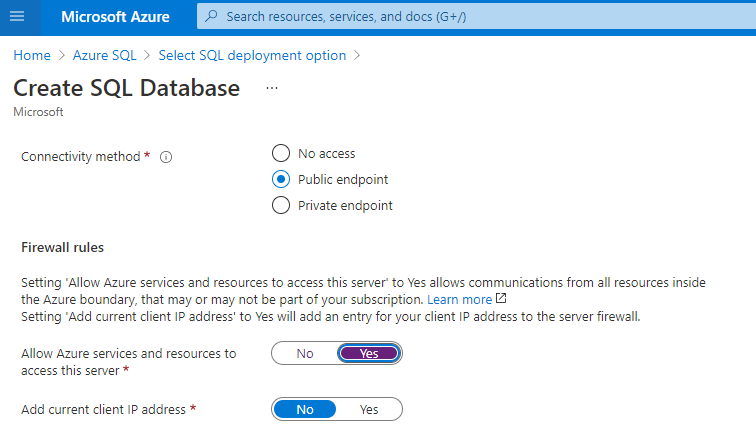 Microsoft Azure
Search resources, services, and docs (G+/)
Home > Azure SQL > Select SQL deployment option >
Create SQL Database ...
Microsoft
Connectivity method *
No access
Public endpoint
Private endpoint
Firewall rules
Setting 'Allow Azure services and resources to access this server' to Yes allows communications from all resources inside
the Azure boundary, that may or may not be part of your subscription. Learn more
Setting 'Add current client IP address' to Yes will add an entry for your client IP address to the server firewall.
Allow Azure services and resources to
access this server *
No Yes
Add current client IP address *
No Yes